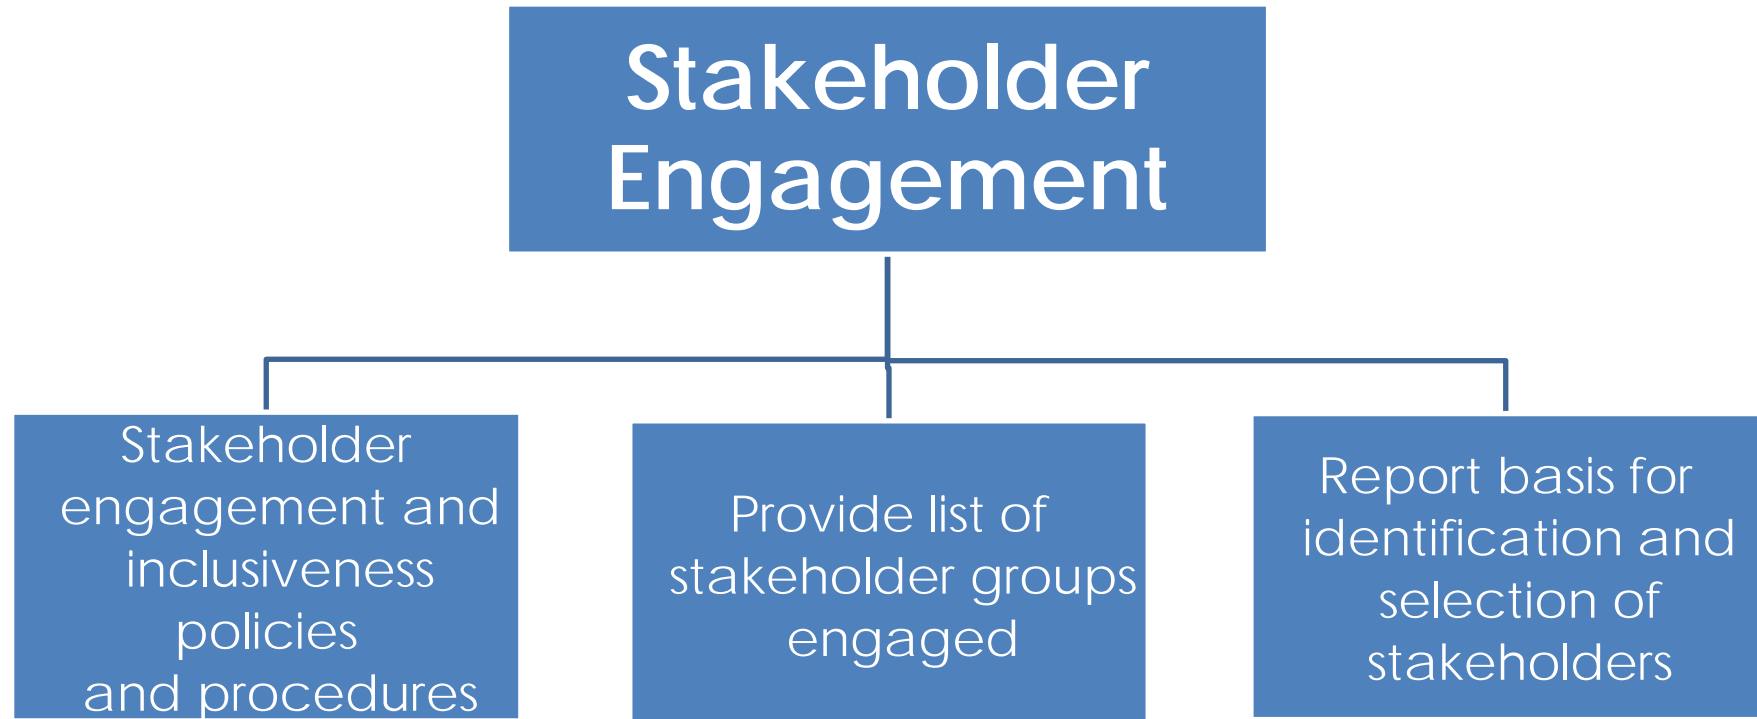 Stakeholder
Engagement
Stakeholder
engagement and
inclusiveness
policies
and procedures
Provide list of
stakeholder groups
engaged
Report basis for
identification and
selection of
stakeholders